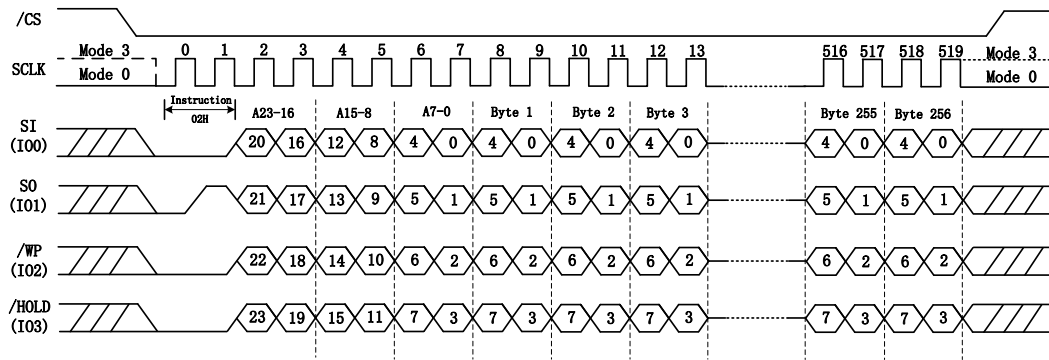 /CS
Mode 3 0 1 2 3 4 5 6 7 8 9 10 11 12 13 516 517 518 519 Mode 3
SCLK
Mode 0 Mode 0
Instruction
02H
A23-16 A15-8 A7-0 Byte 1 Byte 2 Byte 3 Byte 255 Byte 256
SI
(IO0)
20 16 12 8 4 0 4 0 4 0 4 0 4 0 4 0
SO
(IO1)
21 17 13 9 5 1 5 1 5 1 5 1 5 1 5 1
/WP
(IO2)
22 18 14 10 6 2 6 2 6 2 6 2 6 2 6 2
/HOLD
(IO3)
23 19 15 11 7 3 7 3 7 3 7 3 7 3 7 3